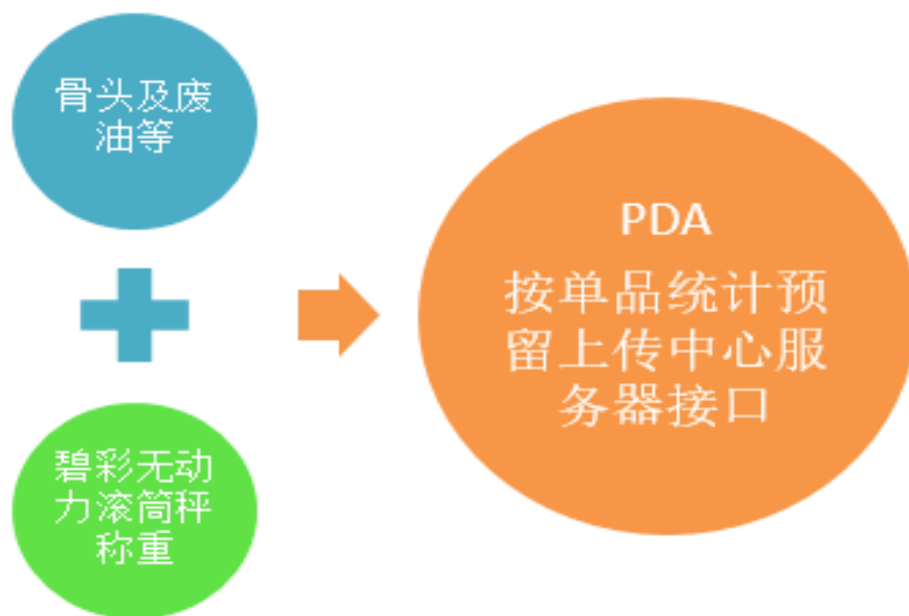 骨头及废
油等
碧彩无动
力滚筒秤
称重
PDA
按单品统计预
留上传中心服
务器接口